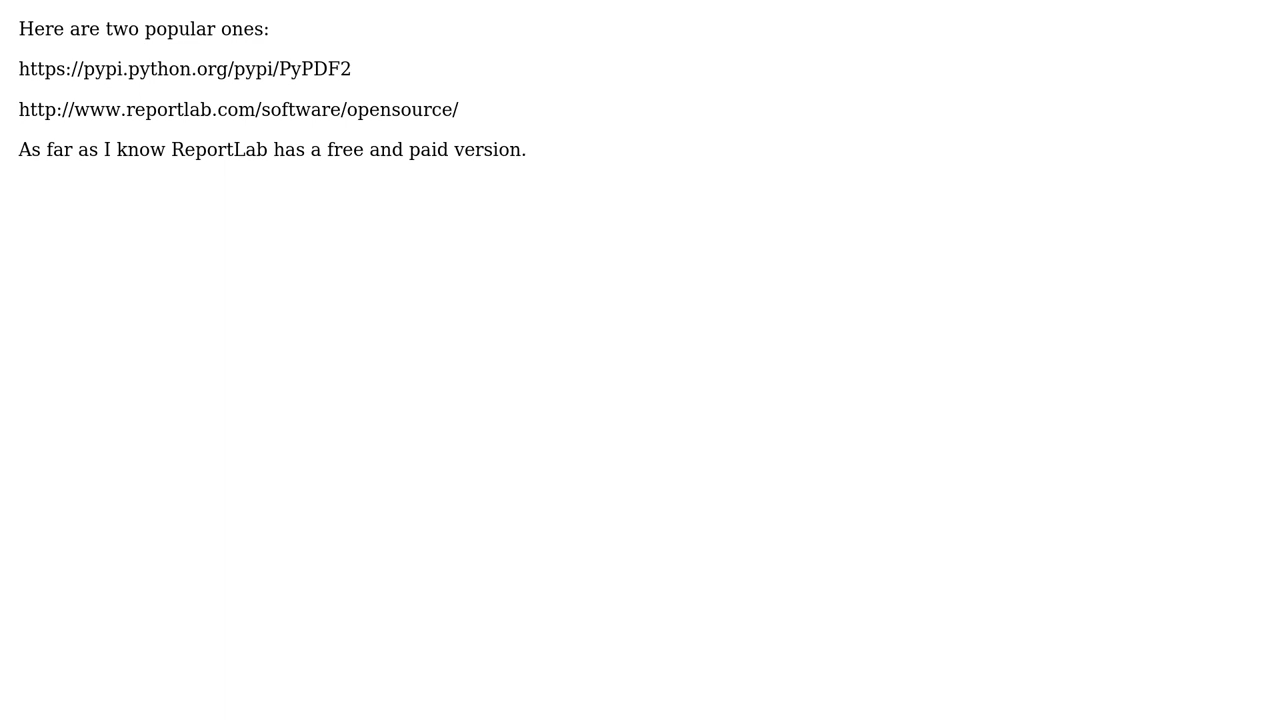 Here are two popular ones:
https://pypi.python.org/pypi/PyPDF2
http://www.reportlab.com/software/opensource/
As far as I know ReportLab has a free and paid version.